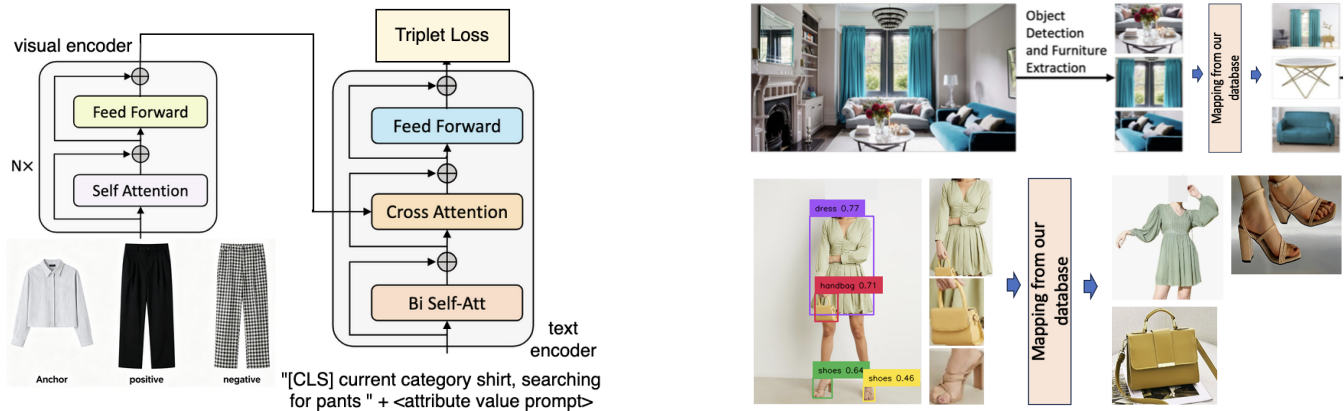 visual encoder
Feed Forward
N×
Self Attention
Anchor
positive
negative
Triplet Loss
Feed Forward
Cross Attention
Bi Self-Att
text
encoder
"[CLS] current category shirt, searching
for pants " + <attribute value prompt>
Object
Detection
and Furniture
Extraction
Mapping from our
database
dress 0.77
handbag 0.71
shoes 0.64
shoes 0.46
Mapping from our
database